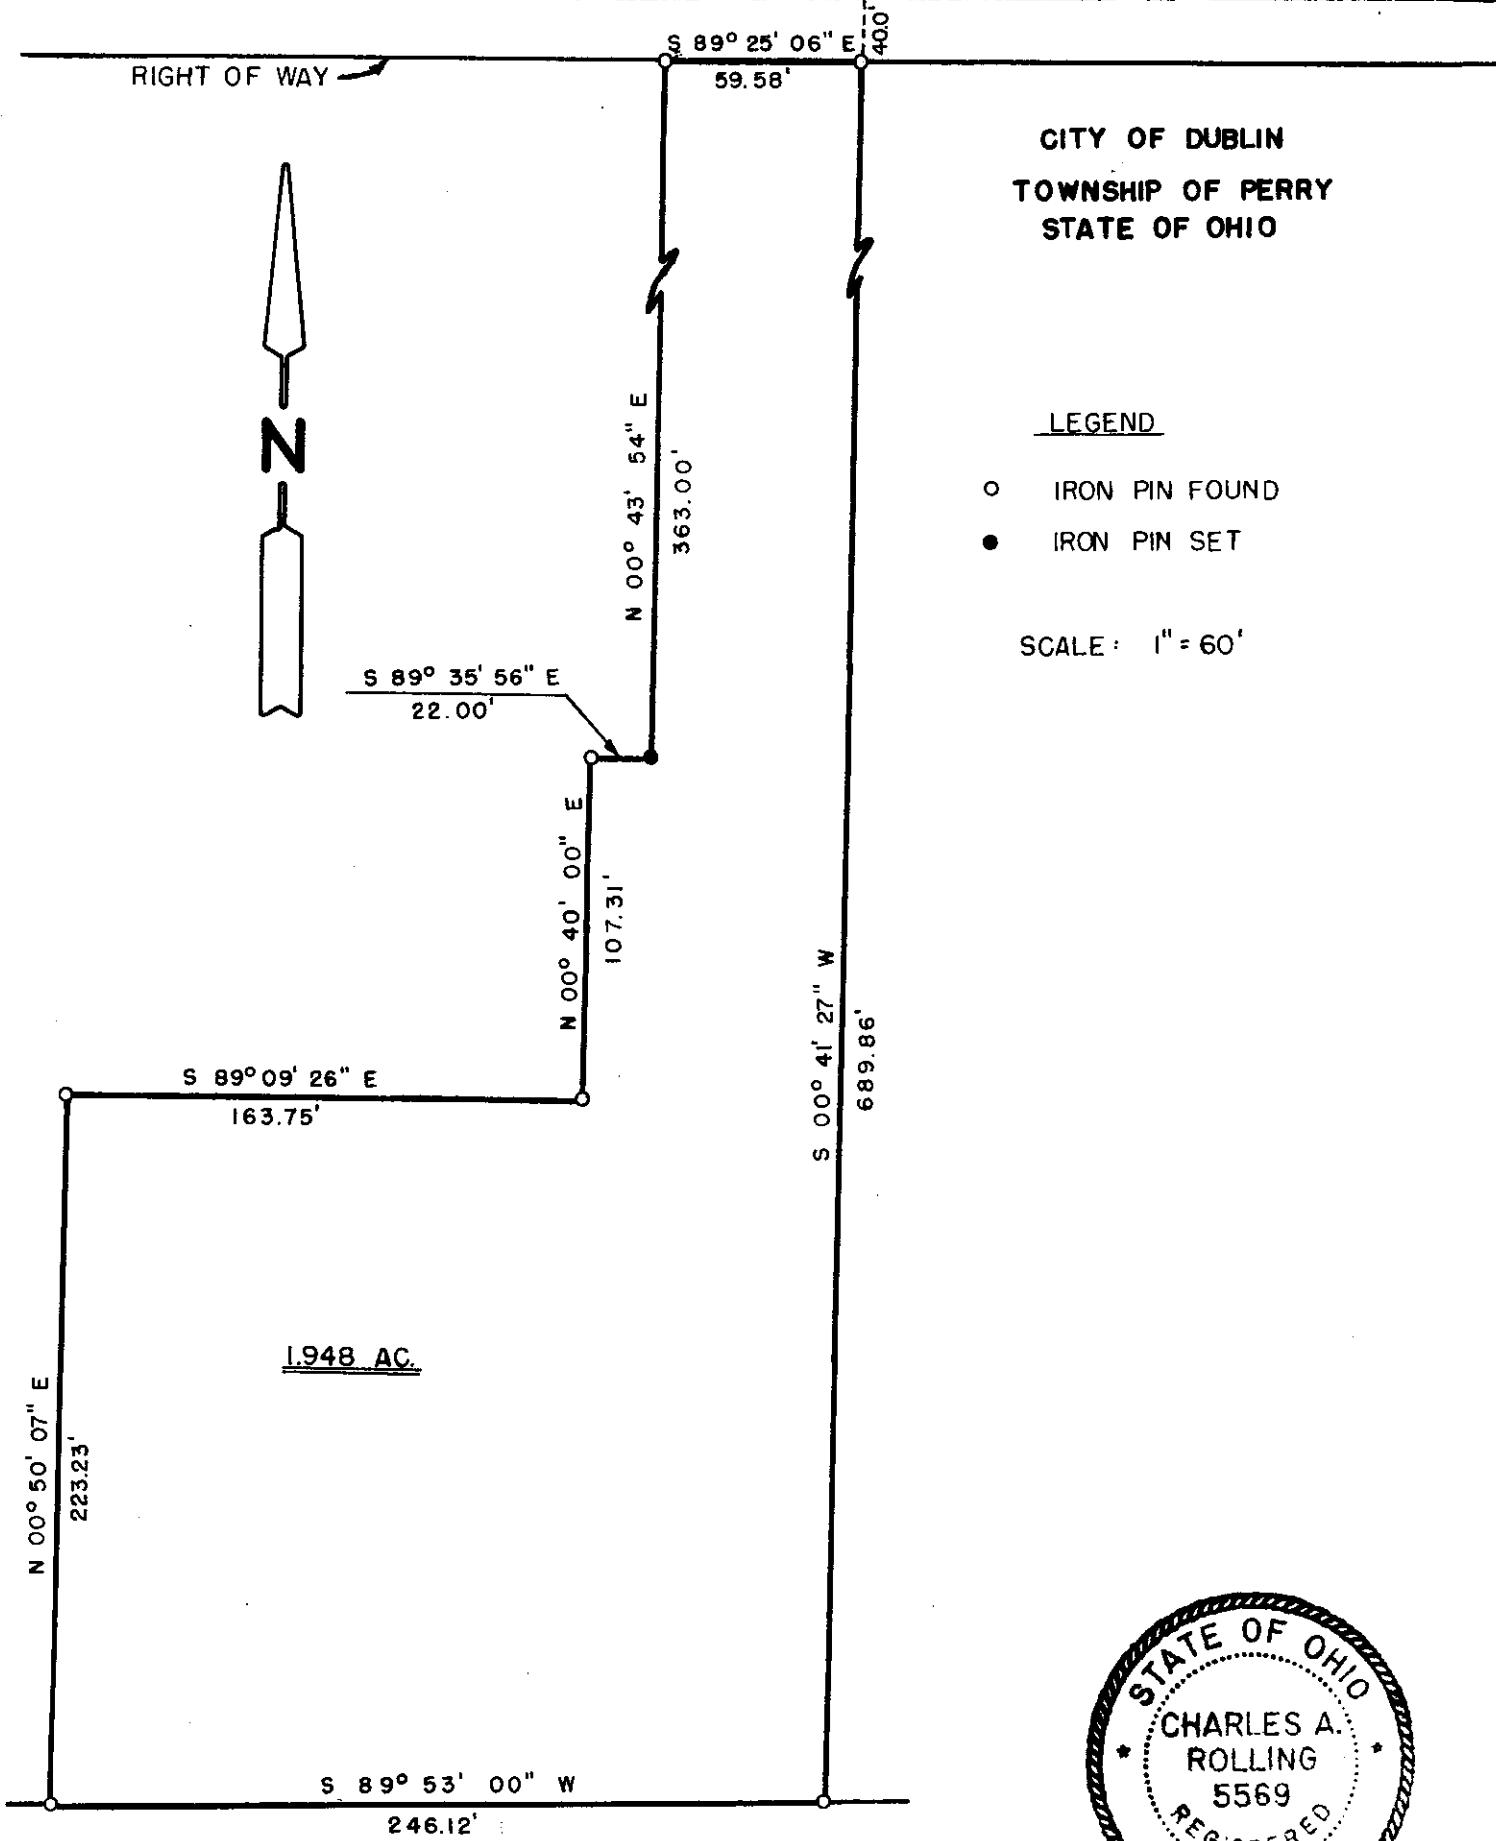 S 89° 25' 06" E
40.0'
59.58'
RIGHT OF WAY
CITY OF DUBLIN
TOWNSHIP OF PERRY
STATE OF OHIO
N
N 00° 43' 54" E
363.00'
LEGEND
IRON PIN FOUND
IRON PIN SET
SCALE: 1" = 60'
S 89° 35' 56" E
22.00'
N 00° 40' 00" E
107.31'
S 00° 41' 27" W
689.86'
S 89° 09' 26" E
163.75'
1.948 AC.
N 00° 50' 07" E
223.23'
S 89° 53' 00" W
246.12'
STATE OF OHIO
CHARLES A.
ROLLING
5569
REGISTERED